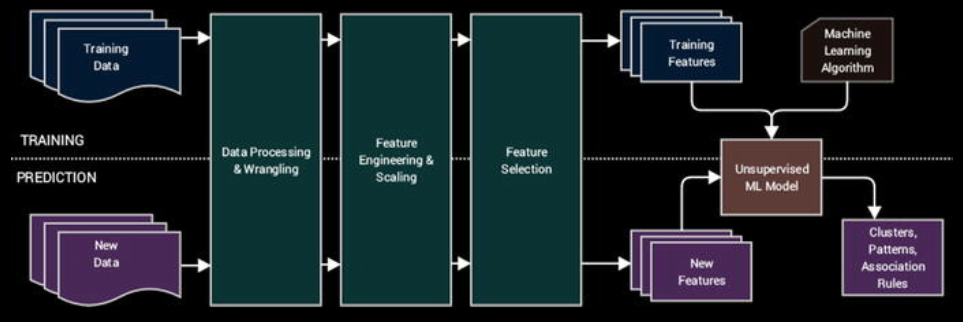 Training
Data
Data Processing
& Wrangling
Feature
Engineering &
Scaling
Feature
Selection
Training
Features
Machine
Learning
Algorithm
TRAINING
PREDICTION
Unsupervised
ML Model
New
Data
New
Features
Clusters,
Patterns,
Association
Rules